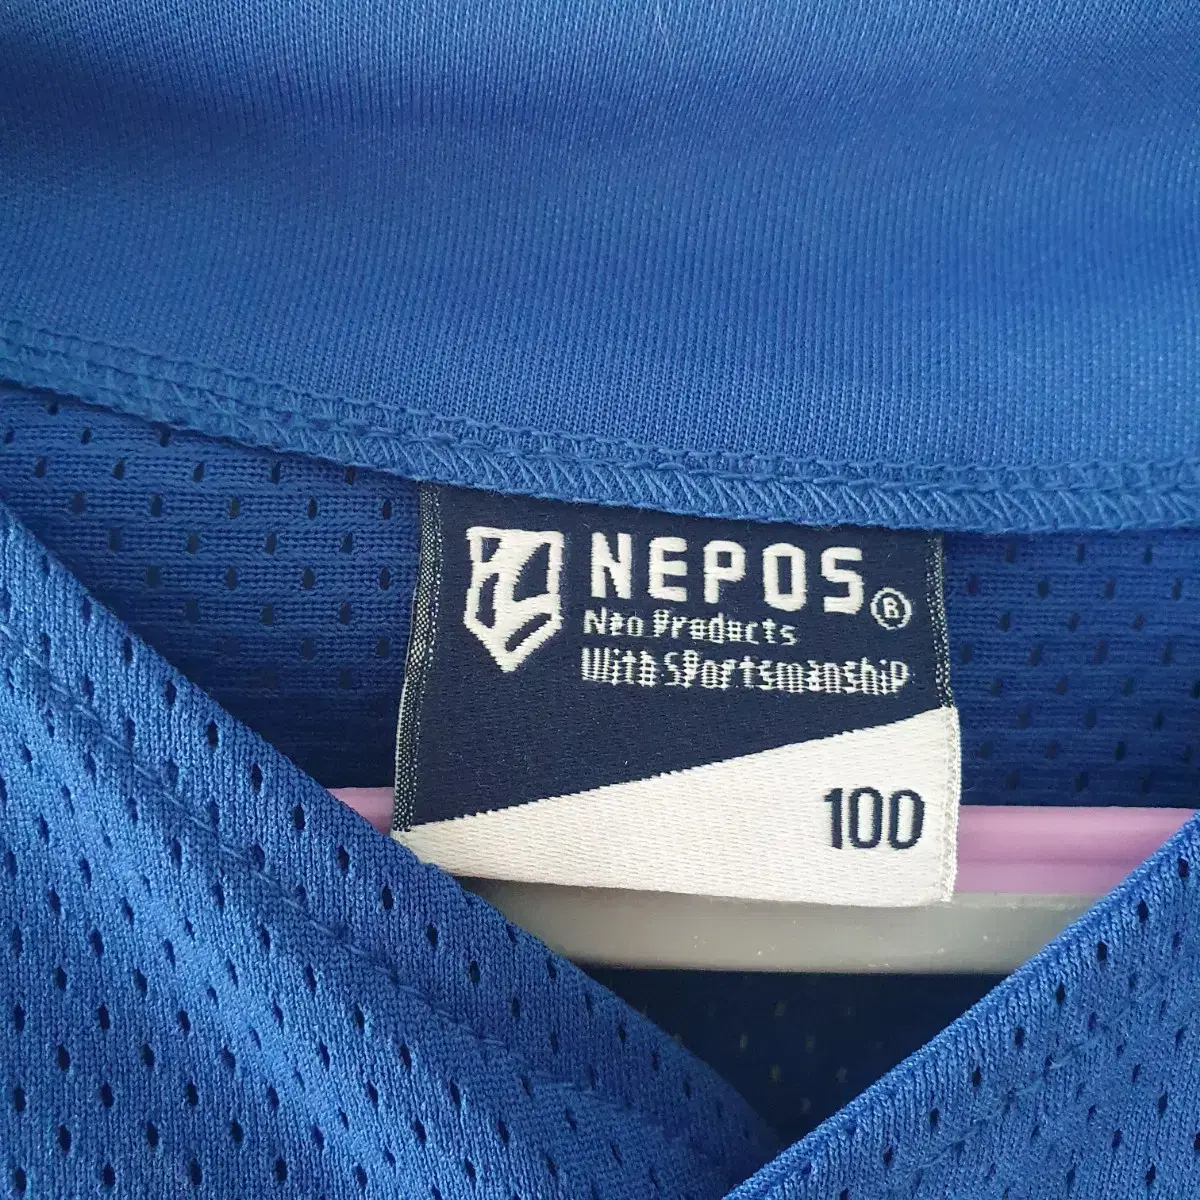 NEPOS®
Neo Products
With Sportsmanship
100